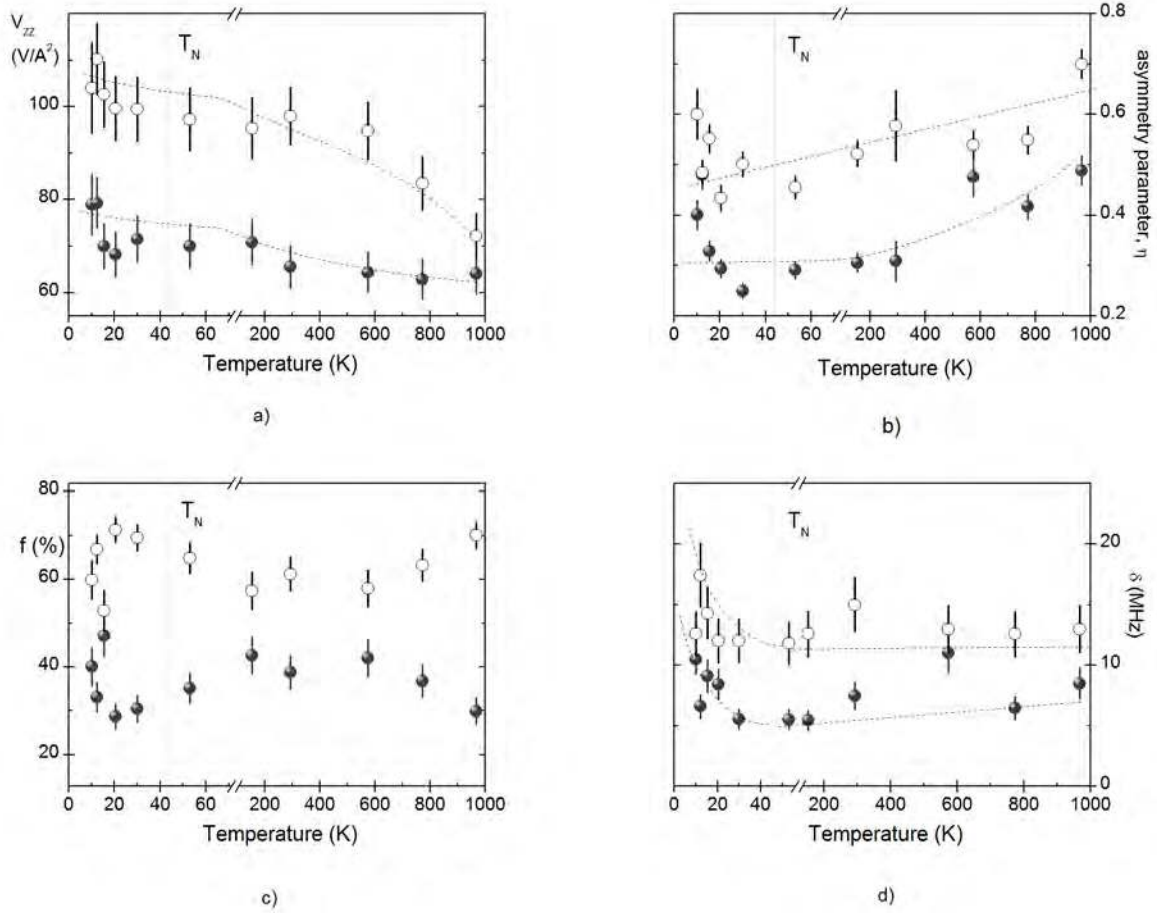 V_ZZ
(V/A²)
T_N
100
80
60
0 20 40 60 200 400 600 800 1000
Temperature (K)
a)
T_N
0.8
0.6
0.4
0.2
asymmetry parameter, η
0 20 40 60 200 400 600 800 1000
Temperature (K)
b)
80
f (%)
60
40
20
T_N
0 20 40 60 200 400 600 800 1000
Temperature (K)
c)
T_N
20
10
0
δ (MHz)
0 20 40 200 400 600 800 1000
Temperature (K)
d)